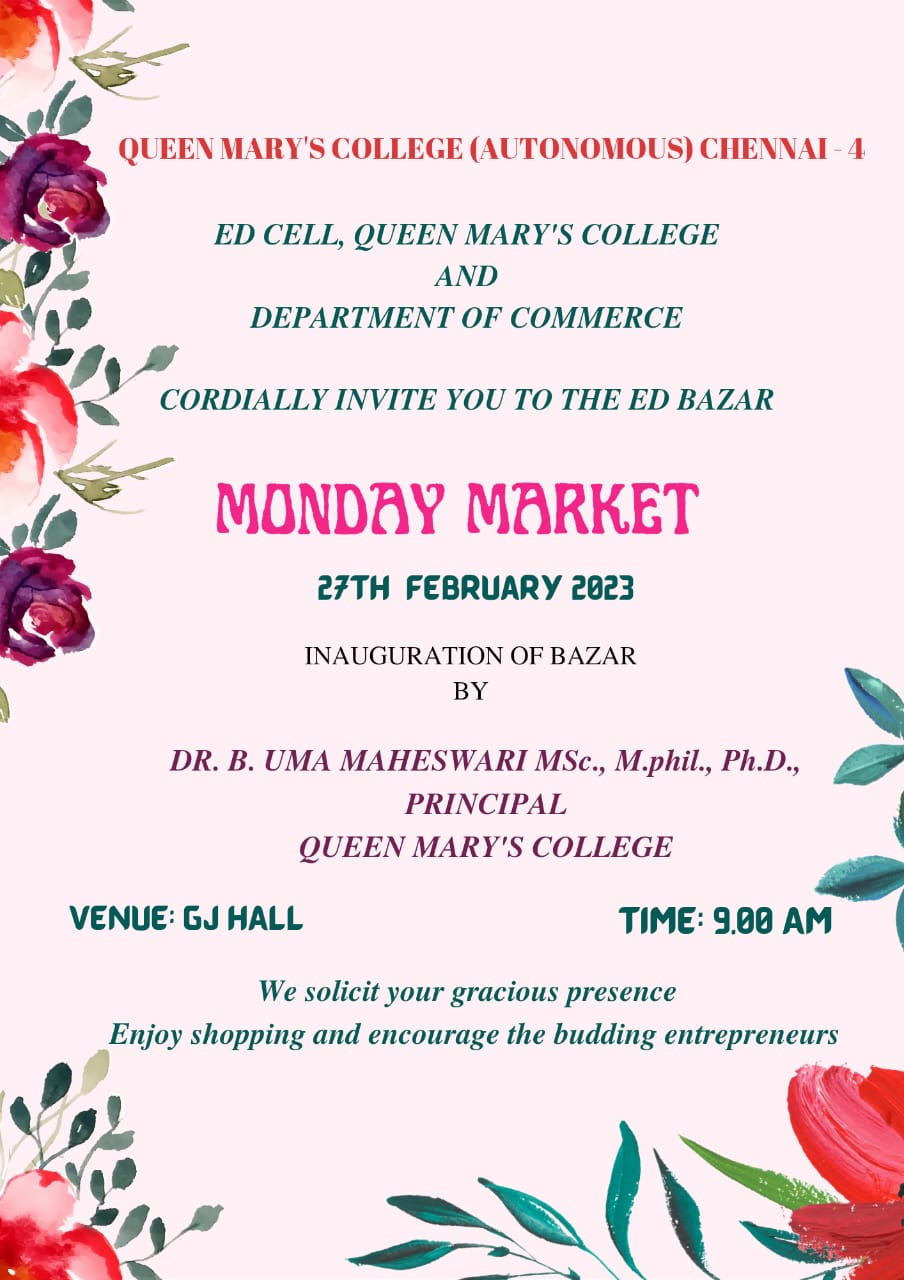 QUEEN MARY'S COLLEGE (AUTONOMOUS) CHENNAI - 4
ED CELL, QUEEN MARY'S COLLEGE
AND
DEPARTMENT OF COMMERCE
CORDIALLY INVITE YOU TO THE ED BAZAR
MONDAY MARKET
27TH FEBRUARY 2023
INAUGURATION OF BAZAR
BY
DR. B. UMA MAHESWARI MSc., M.phil., Ph.D.,
PRINCIPAL
QUEEN MARY'S COLLEGE
VENUE: GJ HALL
TIME: 9.00 AM
We solicit your gracious presence
Enjoy shopping and encourage the budding entrepreneurs